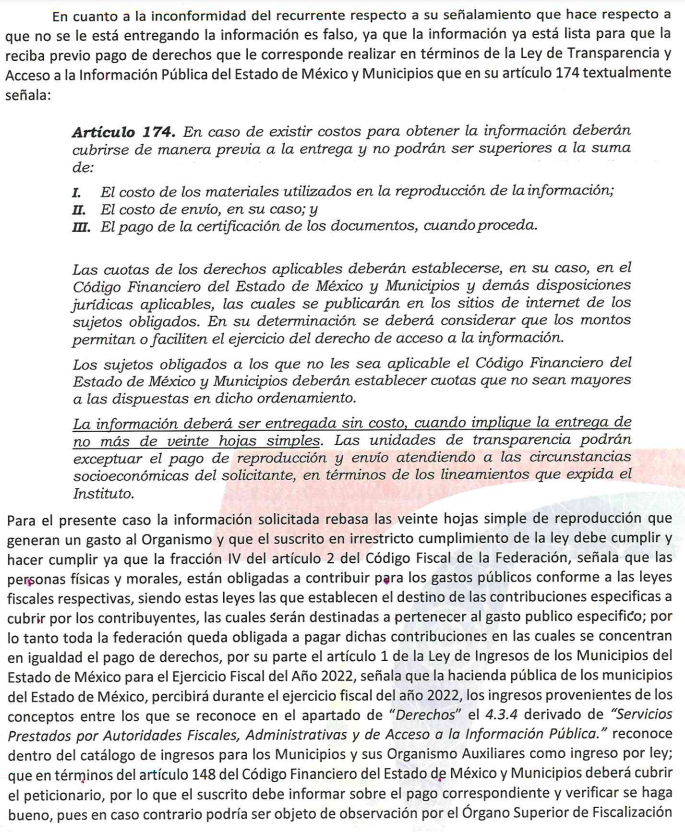 En cuanto a la inconformidad del recurrente respecto a su señalamiento que hace respecto a
que no se le está entregando la información es falso, ya que la información ya está lista para que la
reciba previo pago de derechos que le corresponde realizar en términos de la Ley de Transparencia y
Acceso a la Información Pública del Estado de México y Municipios que en su artículo 174 textualmente
señala:
Artículo 174. En caso de existir costos para obtener la información deberán
cubrirse de manera previa a la entrega y no podrán ser superiores a la suma
de:
I. El costo de los materiales utilizados en la reproducción de la información;
II. El costo de envío, en su caso; y
III. El pago de la certificación de los documentos, cuando proceda.
Las cuotas de los derechos aplicables deberán establecerse, en su caso, en el
Código Financiero del Estado de México y Municipios y demás disposiciones
jurídicas aplicables, las cuales se publicarán en los sitios de internet de los
sujetos obligados. En su determinación se deberá considerar que los montos
permitan o faciliten el ejercicio del derecho de acceso a la información.
Los sujetos obligados a los que no les sea aplicable el Código Financiero del
Estado de México y Municipios deberán establecer cuotas que no sean mayores
a las dispuestas en dicho ordenamiento.
La información deberá ser entregada sin costo, cuando implique la entrega de
no más de veinte hojas simples. Las unidades de transparencia podrán
exceptuar el pago de reproducción y envío atendiendo a las circunstancias
socioeconómicas del solicitante, en términos de los lineamientos que expida el
Instituto.
Para el presente caso la información solicitada rebasa las veinte hojas simple de reproducción que
generan un gasto al Organismo y que el suscrito en irrestricto cumplimiento de la ley debe cumplir y
hacer cumplir ya que la fracción IV del artículo 2 del Código Fiscal de la Federación, señala que las
personas físicas y morales, están obligadas a contribuir para los gastos públicos conforme a las leyes
fiscales respectivas, siendo estas leyes las que establecen el destino de las contribuciones especificas a
cubrir por los contribuyentes, las cuales serán destinadas a pertenecer al gasto publico especifico; por
lo tanto toda la federación queda obligada a pagar dichas contribuciones en las cuales se concentran
en igualdad el pago de derechos, por su parte el artículo 1 de la Ley de Ingresos de los Municipios del
Estado de México para el Ejercicio Fiscal del Año 2022, señala que la hacienda pública de los municipios
del Estado de México, percibirá durante el ejercicio fiscal del año 2022, los ingresos provenientes de los
conceptos entre los que se reconoce en el apartado de “Derechos” el 4.3.4 derivado de “Servicios
Prestados por Autoridades Fiscales, Administrativas y de Acceso a la Información Pública.” reconoce
dentro del catálogo de ingresos para los Municipios y sus Organismo Auxiliares como ingreso por ley;
que en términos del artículo 148 del Código Financiero del Estado de México y Municipios deberá cubrir
el peticionario, por lo que el suscrito debe informar sobre el pago correspondiente y verificar se haga
bueno, pues en caso contrario podría ser objeto de observación por el Órgano Superior de Fiscalización